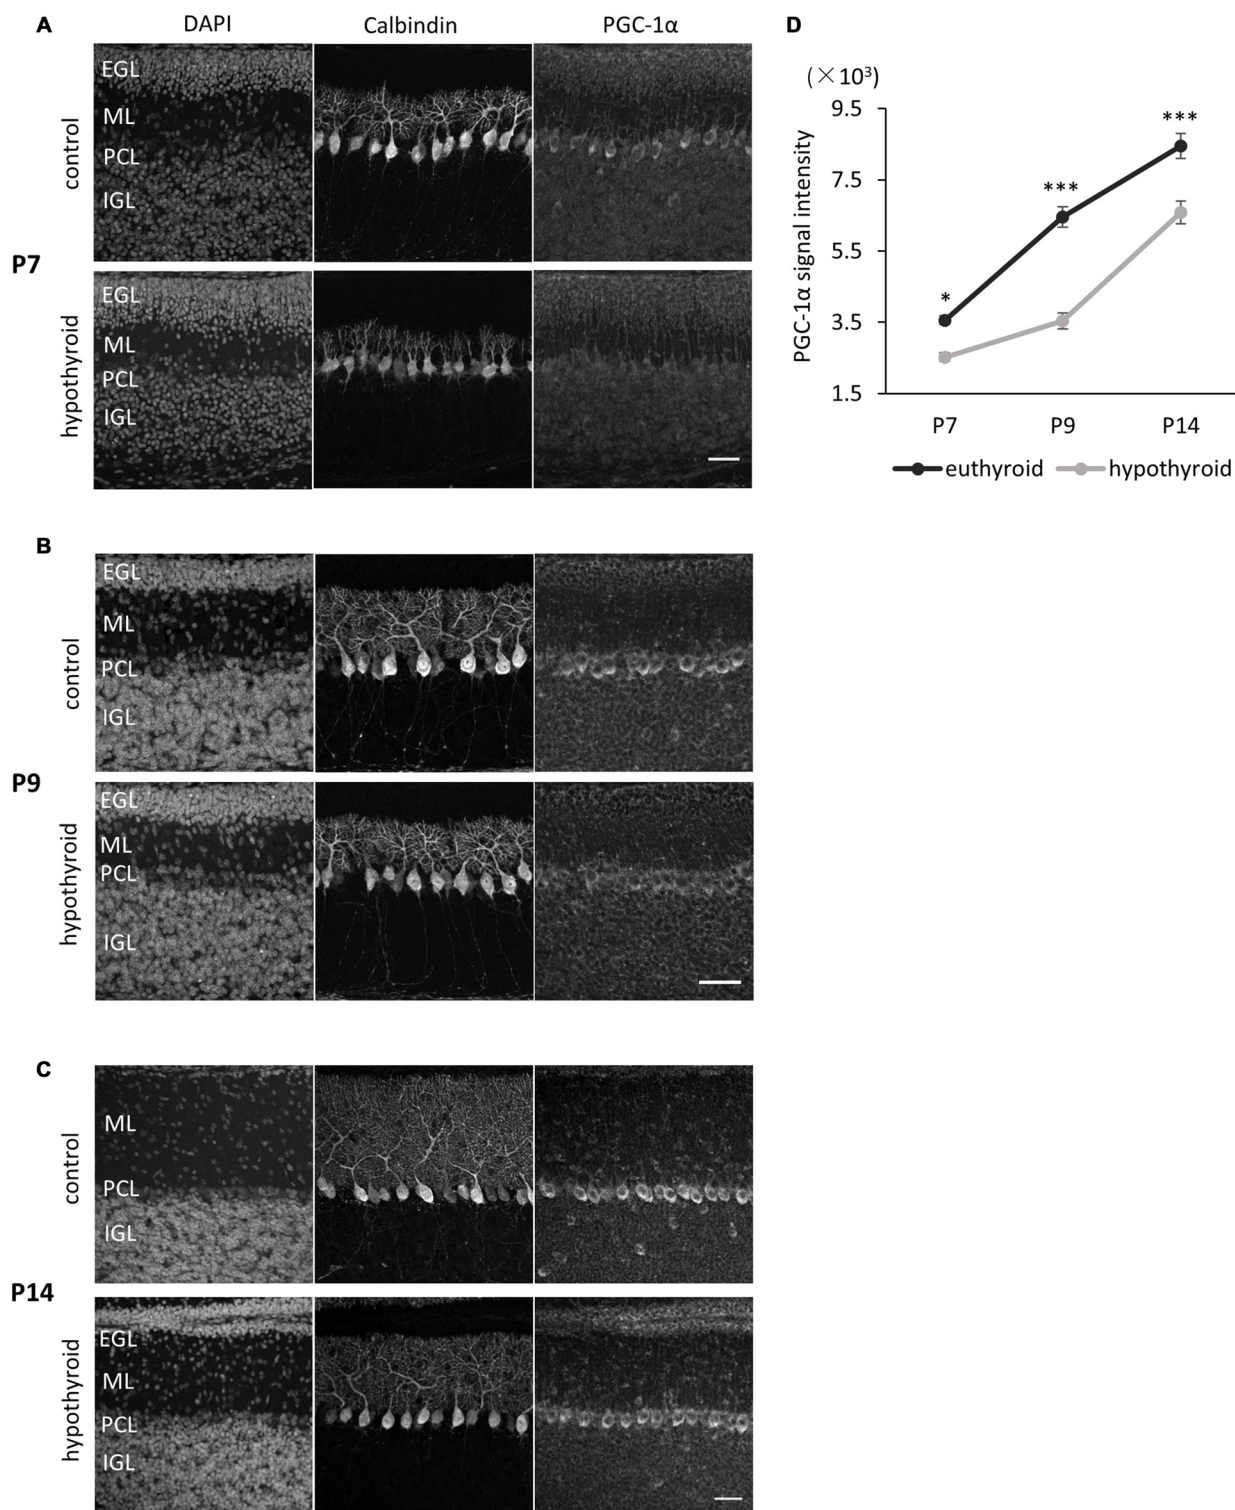 A
DAPI
Calbindin
PGC-1α
P7
control
EGL
ML
PCL
IGL
hypothyroid
EGL
ML
PCL
IGL
B
P9
control
EGL
ML
PCL
IGL
hypothyroid
EGL
ML
PCL
IGL
C
P14
control
ML
PCL
IGL
hypothyroid
EGL
ML
PCL
IGL
D
(×10³)
PGC-1α signal intensity
9.5
7.5
5.5
3.5
1.5
*
***
***
P7 P9 P14
euthyroid hypothyroid